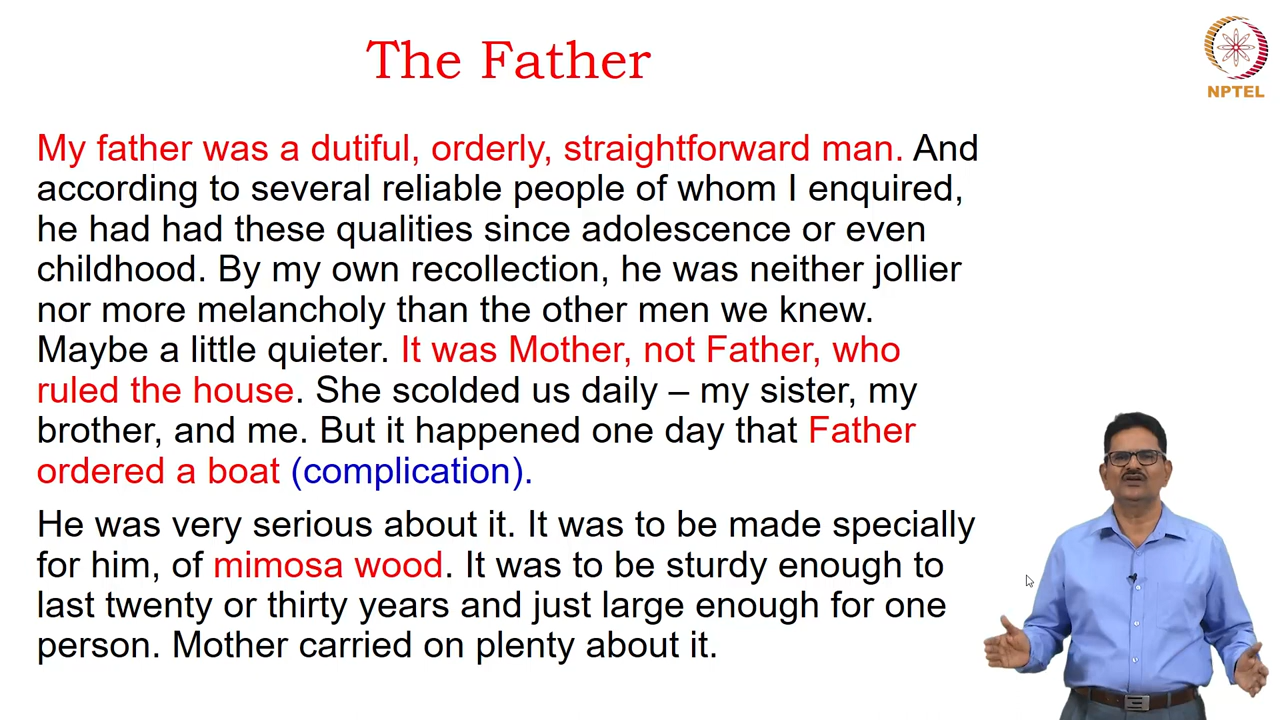 The Father
NPTEL
My father was a dutiful, orderly, straightforward man. And
according to several reliable people of whom I enquired,
he had had these qualities since adolescence or even
childhood. By my own recollection, he was neither jollier
nor more melancholy than the other men we knew.
Maybe a little quieter. It was Mother, not Father, who
ruled the house. She scolded us daily – my sister, my
brother, and me. But it happened one day that Father
ordered a boat (complication).
He was very serious about it. It was to be made specially
for him, of mimosa wood. It was to be sturdy enough to
last twenty or thirty years and just large enough for one
person. Mother carried on plenty about it.